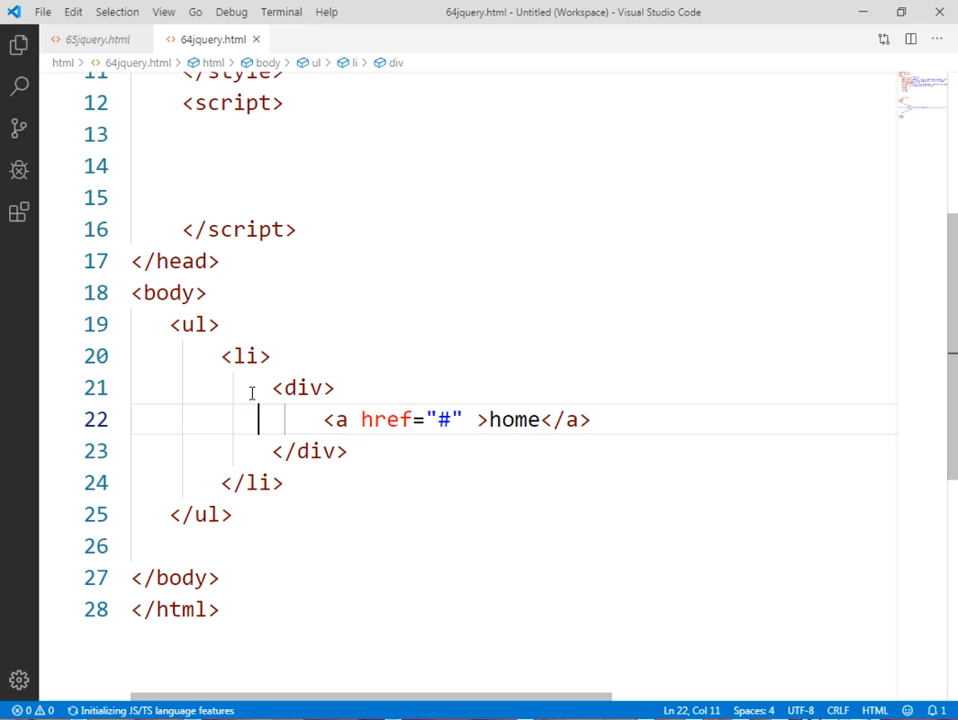 File Edit Selection View Go Debug Terminal Help 64jquery.html - Untitled (Workspace) - Visual Studio Code
65jquery.html 64jquery.html
html > 64jquery.html > html > body > ul > li > div
11 </style>
12 <script>
13
14
15
16 </script>
17 </head>
18 <body>
19 <ul>
20 <li>
21 <div>
22 <a href="#" >home</a>
23 </div>
24 </li>
25 </ul>
26
27 </body>
28 </html>
0 0 Initializing JS/TS language features Ln 22, Col 11 Spaces: 4 UTF-8 CRLF HTML 1